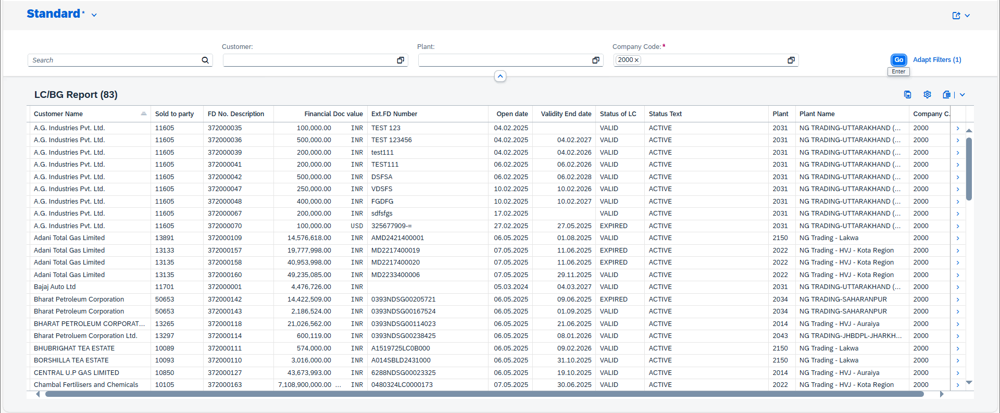 Standard*
Customer: Plant: Company Code:*
Search 2000 Go Adapt Filters (1)
Enter
LC/BG Report (83)
Customer Name Sold to party FD No. Description Financial Doc value Ext.FD Number Open date Validity End date Status of LC Status Text Plant Plant Name Company C.
A.G. Industries Pvt. Ltd. 11605 372000035 100,000.00 INR TEST 123 04.02.2025 VALID ACTIVE 2031 NG TRADING-UTTARAKHAND (... 2000
A.G. Industries Pvt. Ltd. 11605 372000036 500,000.00 INR TEST 123456 04.02.2025 04.02.2027 VALID ACTIVE 2031 NG TRADING-UTTARAKHAND (... 2000
A.G. Industries Pvt. Ltd. 11605 372000039 200,000.00 INR test111 04.02.2025 04.02.2026 VALID ACTIVE 2031 NG TRADING-UTTARAKHAND (... 2000
A.G. Industries Pvt. Ltd. 11605 372000041 200,000.00 INR TEST111 06.02.2025 06.02.2026 VALID ACTIVE 2031 NG TRADING-UTTARAKHAND (... 2000
A.G. Industries Pvt. Ltd. 11605 372000042 500,000.00 INR DSFSA 06.02.2025 06.02.2028 VALID ACTIVE 2031 NG TRADING-UTTARAKHAND (... 2000
A.G. Industries Pvt. Ltd. 11605 372000047 250,000.00 INR VDSFS 10.02.2025 10.02.2026 VALID ACTIVE 2031 NG TRADING-UTTARAKHAND (... 2000
A.G. Industries Pvt. Ltd. 11605 372000048 400,000.00 INR FGDFG 10.02.2025 10.02.2027 VALID ACTIVE 2031 NG TRADING-UTTARAKHAND (... 2000
A.G. Industries Pvt. Ltd. 11605 372000067 200,000.00 INR sdfsfgs 17.02.2025 VALID ACTIVE 2031 NG TRADING-UTTARAKHAND (... 2000
A.G. Industries Pvt. Ltd. 11605 372000070 100,000.00 USD 325677909-= 27.02.2025 27.05.2025 EXPIRED ACTIVE 2031 NG TRADING-UTTARAKHAND (... 2000
Adani Total Gas Limited 13891 372000109 14,576,618.00 INR AMD2421400001 06.05.2025 01.08.2025 VALID ACTIVE 2150 NG Trading - Lakwa 2000
Adani Total Gas Limited 13133 372000157 19,777,998.00 INR MD2217400019 07.05.2025 11.06.2025 EXPIRED ACTIVE 2022 NG Trading - HVJ - Kota Region 2000
Adani Total Gas Limited 13135 372000158 40,953,998.00 INR MD2217400020 07.05.2025 11.06.2025 EXPIRED ACTIVE 2022 NG Trading - HVJ - Kota Region 2000
Adani Total Gas Limited 13135 372000160 49,235,085.00 INR MD2233400006 07.05.2025 29.11.2025 VALID ACTIVE 2022 NG Trading - HVJ - Kota Region 2000
Bajaj Auto Ltd 11701 372000001 4,476,726.00 INR 05.03.2024 04.03.2027 VALID ACTIVE 2031 NG TRADING-UTTARAKHAND (... 2000
Bharat Petroleum Corporation 50653 372000142 14,422,509.00 INR 0393NDSG00205721 06.05.2025 09.06.2025 EXPIRED ACTIVE 2034 NG TRADING-SAHARANPUR 2000
Bharat Petroleum Corporation 50653 372000143 2,186,524.00 INR 0393NDSG00167524 06.05.2025 01.09.2025 VALID ACTIVE 2034 NG TRADING-SAHARANPUR 2000
BHARAT PETROLEUM CORPORAT... 13265 372000118 21,026,562.00 INR 0393NDSG00114023 06.05.2025 21.06.2025 VALID ACTIVE 2014 NG Trading - HVJ - Auraiya 2000
Bharat Petroluem Corporation Ltd. 13297 372000114 600,119.00 INR 0393NDSG00238425 06.05.2025 08.01.2026 VALID ACTIVE 2043 NG TRADING-JHBDPL-JHARKH... 2000
BHUBRIGHAT TEA ESTATE 10089 372000111 574,000.00 INR A1519725LC0B000 06.05.2025 09.02.2026 VALID ACTIVE 2150 NG Trading - Lakwa 2000
BORSHILLA TEA ESTATE 10093 372000110 3,016,000.00 INR A014SBLD2431000 06.05.2025 31.10.2025 VALID ACTIVE 2150 NG Trading - Lakwa 2000
CENTRAL U.P GAS LIMITED 10850 372000127 43,673,993.00 INR 6288NDSG00023325 06.05.2025 19.10.2025 VALID ACTIVE 2014 NG Trading - HVJ - Auraiya 2000
Chambal Fertilisers and Chemicals 10105 372000163 7,108,900,000.00 ... INR 0480324LC0000173 07.05.2025 30.06.2025 VALID ACTIVE 2022 NG Trading - HVJ - Kota Region 2000